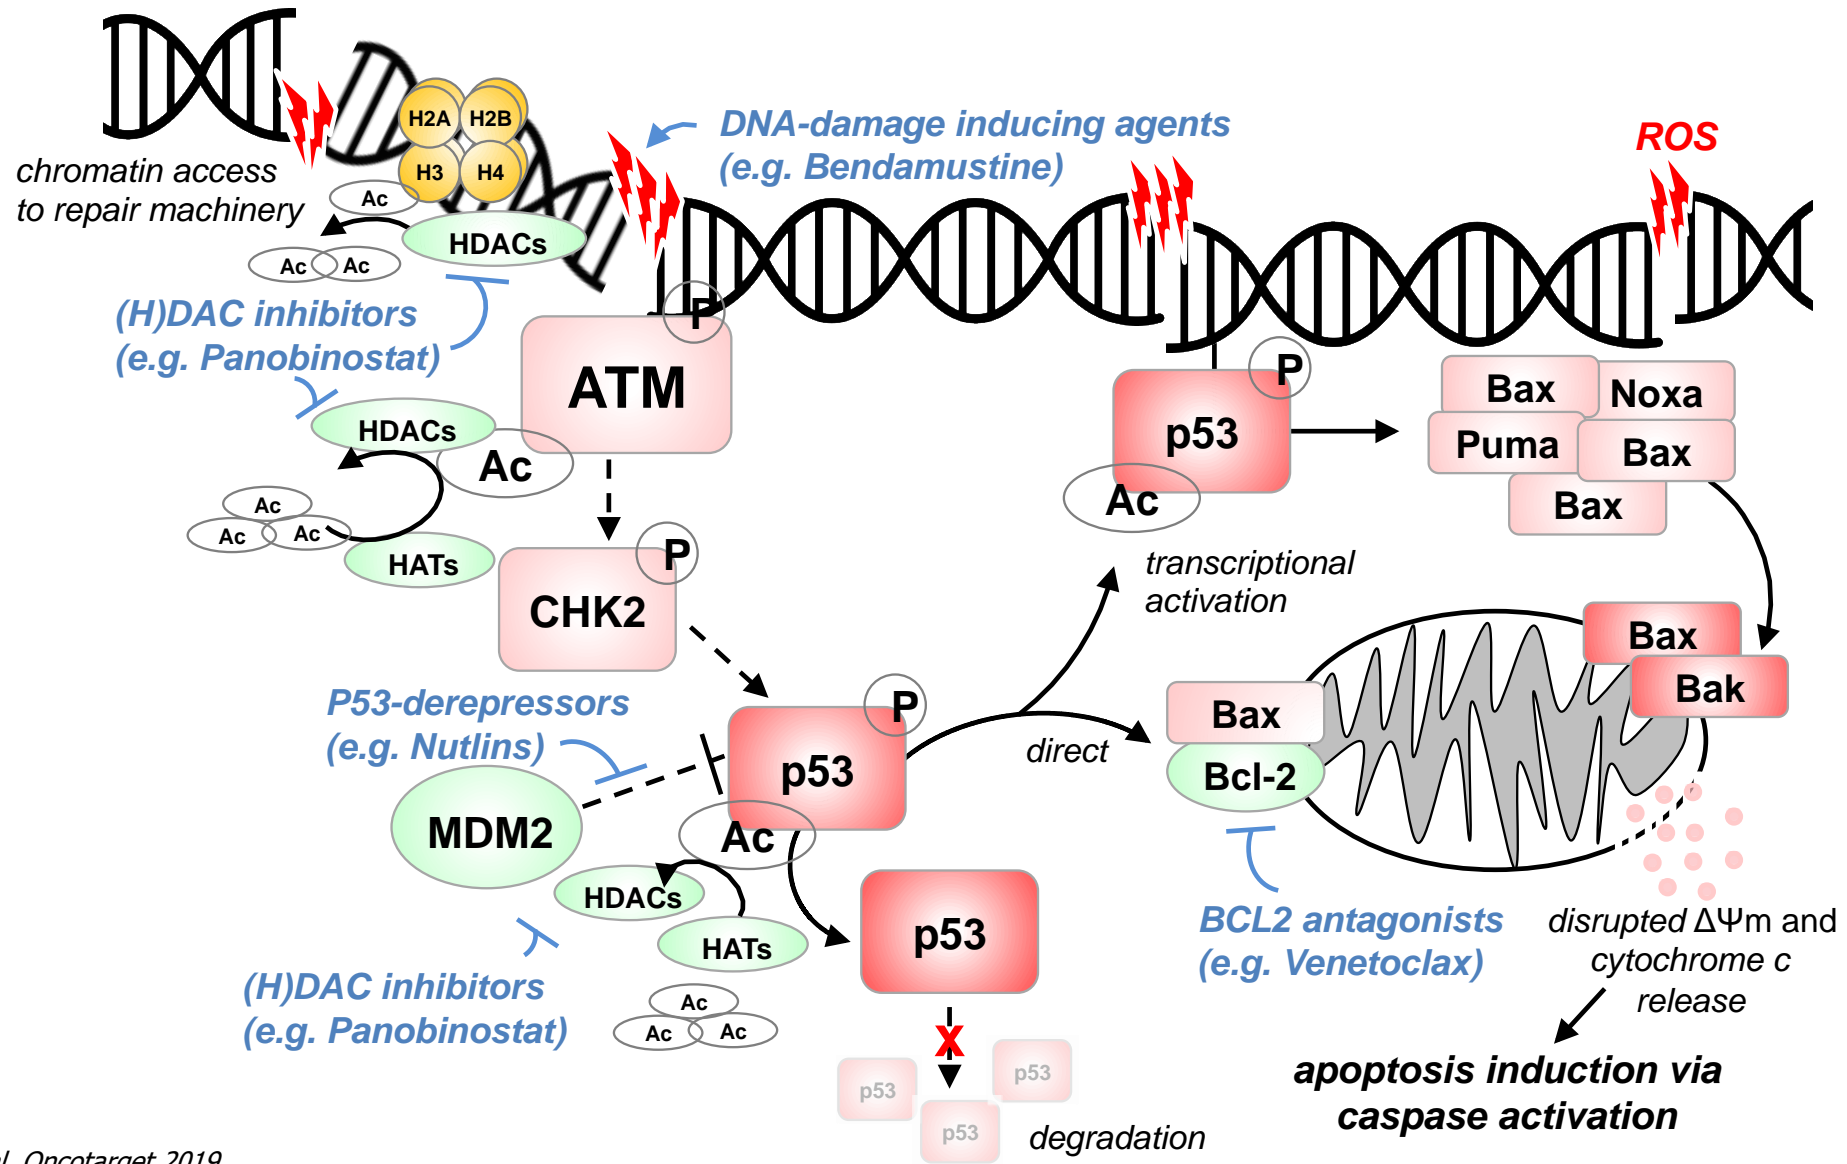 H2A
H2B
H3
H4
Ac
chromatin access
to repair machinery
HDACs
Ac
Ac
DNA-damage inducing agents
(e.g. Bendamustine)
ROS
(H)DAC inhibitors
(e.g. Panobinostat)
P
ATM
HDACs
Ac
Ac
Ac
Ac
HATs
P
CHK2
P
p53
Ac
Bax
Noxa
Puma
Bax
Bax
transcriptional
activation
direct
P53-derepressors
(e.g. Nutlins)
MDM2
P
p53
Ac
HDACs
HATs
Ac
Ac
Ac
(H)DAC inhibitors
(e.g. Panobinostat)
p53
X
p53
p53
p53
degradation
Bax
Bcl-2
Bax
Bak
BCL2 antagonists
(e.g. Venetoclax)
disrupted ΔΨm and
cytochrome c
release
apoptosis induction via
caspase activation
Oncotarget 2019